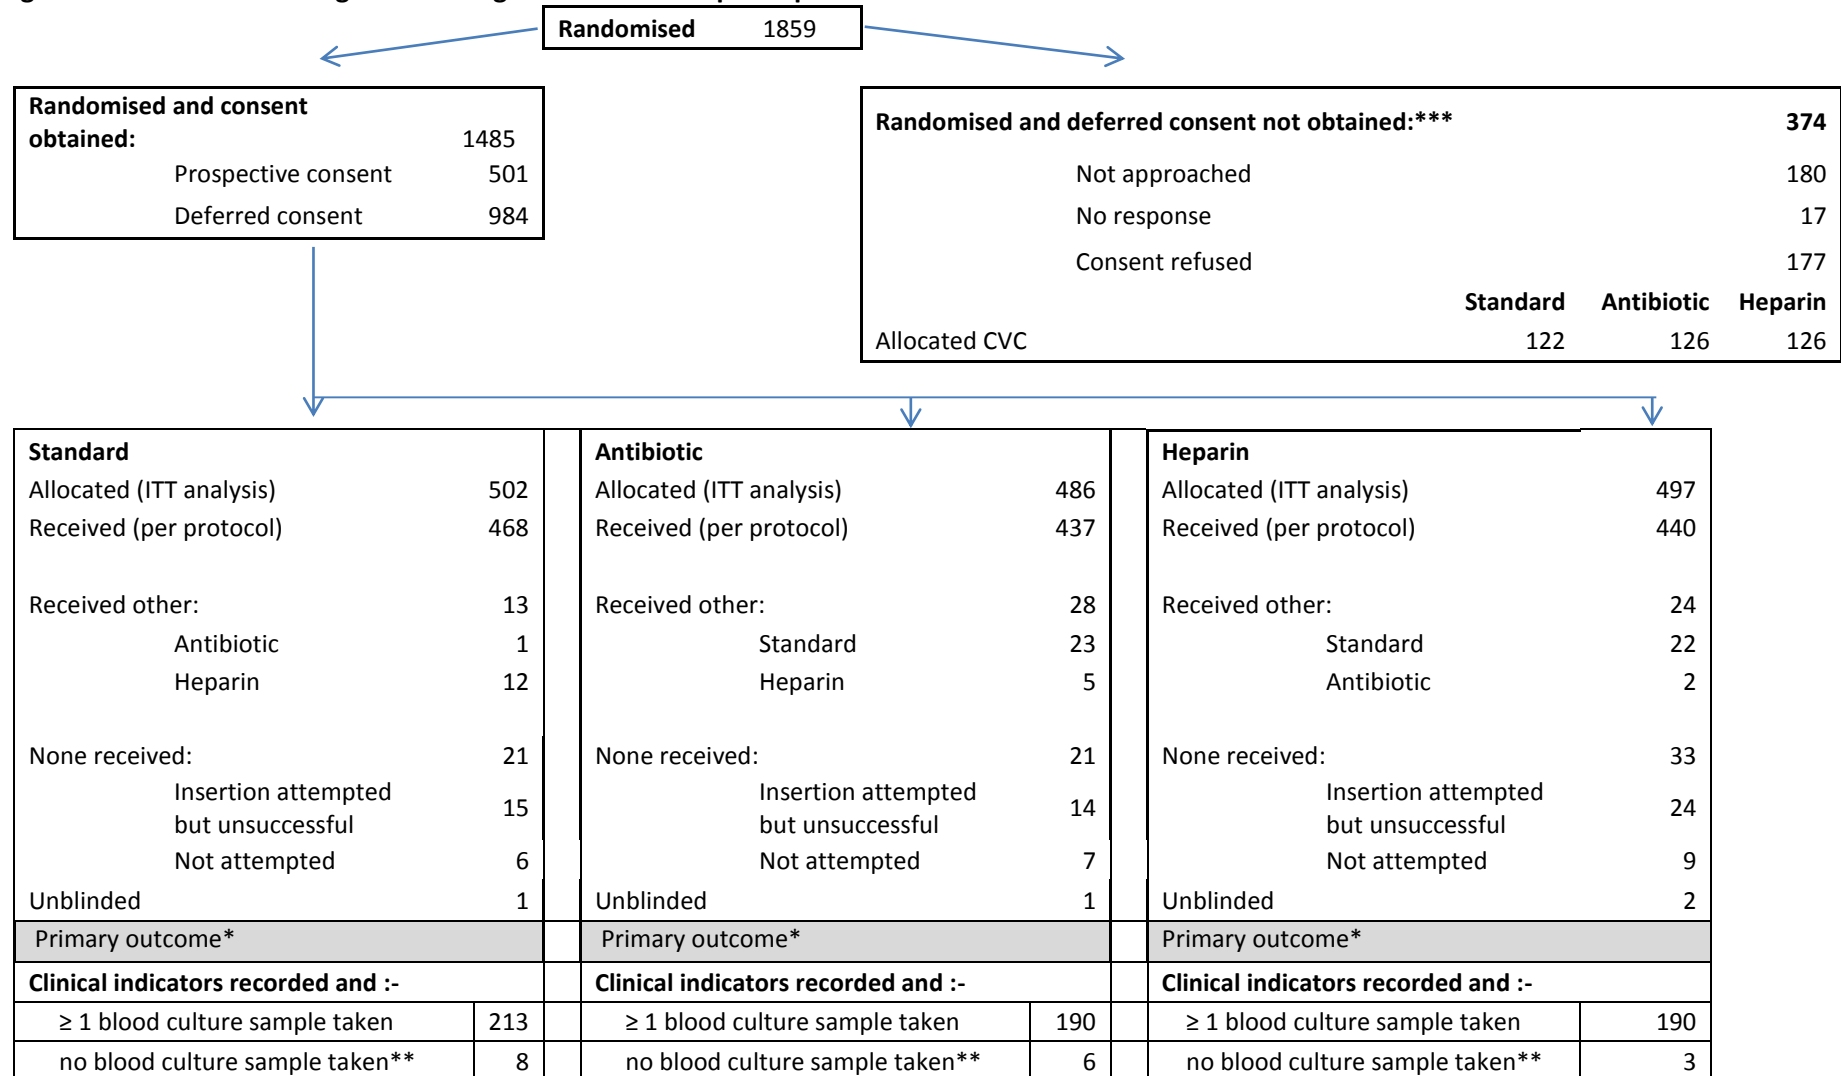 Randomised 1859
Randomised and consent
obtained: 1485
Prospective consent 501
Deferred consent 984
Randomised and deferred consent not obtained:*** 374
Not approached 180
No response 17
Consent refused 177
Standard Antibiotic Heparin
Allocated CVC 122 126 126
Standard
Allocated (ITT analysis) 502
Received (per protocol) 468
Received other: 13
Antibiotic 1
Heparin 12
None received: 21
Insertion attempted
but unsuccessful 15
Not attempted 6
Unblinded 1
Primary outcome*
Clinical indicators recorded and :-
≥ 1 blood culture sample taken 213
no blood culture sample taken** 8
Antibiotic
Allocated (ITT analysis) 486
Received (per protocol) 437
Received other: 28
Standard 23
Heparin 5
None received: 21
Insertion attempted
but unsuccessful 14
Not attempted 7
Unblinded 1
Primary outcome*
Clinical indicators recorded and :-
≥ 1 blood culture sample taken 190
no blood culture sample taken** 6
Heparin
Allocated (ITT analysis) 497
Received (per protocol) 440
Received other: 24
Standard 22
Antibiotic 2
None received: 33
Insertion attempted
but unsuccessful 24
Not attempted 9
Unblinded 2
Primary outcome*
Clinical indicators recorded and :-
≥ 1 blood culture sample taken 190
no blood culture sample taken** 3